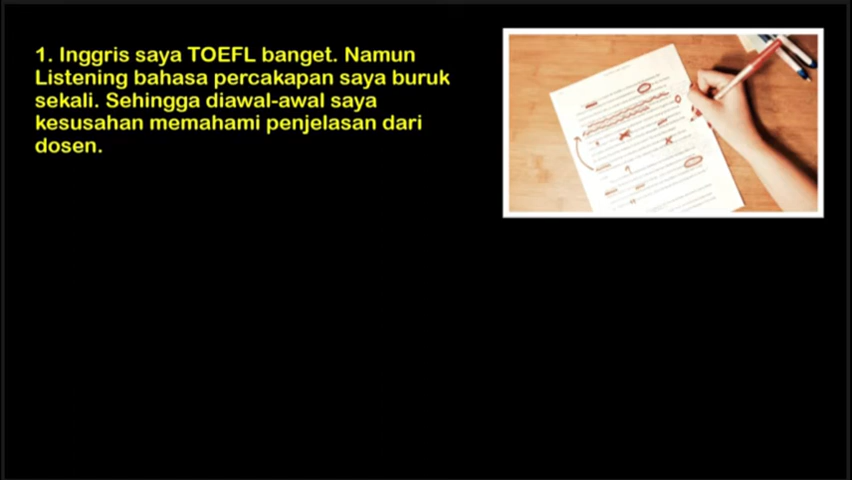 1. Inggris saya TOEFL banget. Namun
Listening bahasa percakapan saya buruk
sekali. Sehingga diawal-awal saya
kesusahan memahami penjelasan dari
dosen.